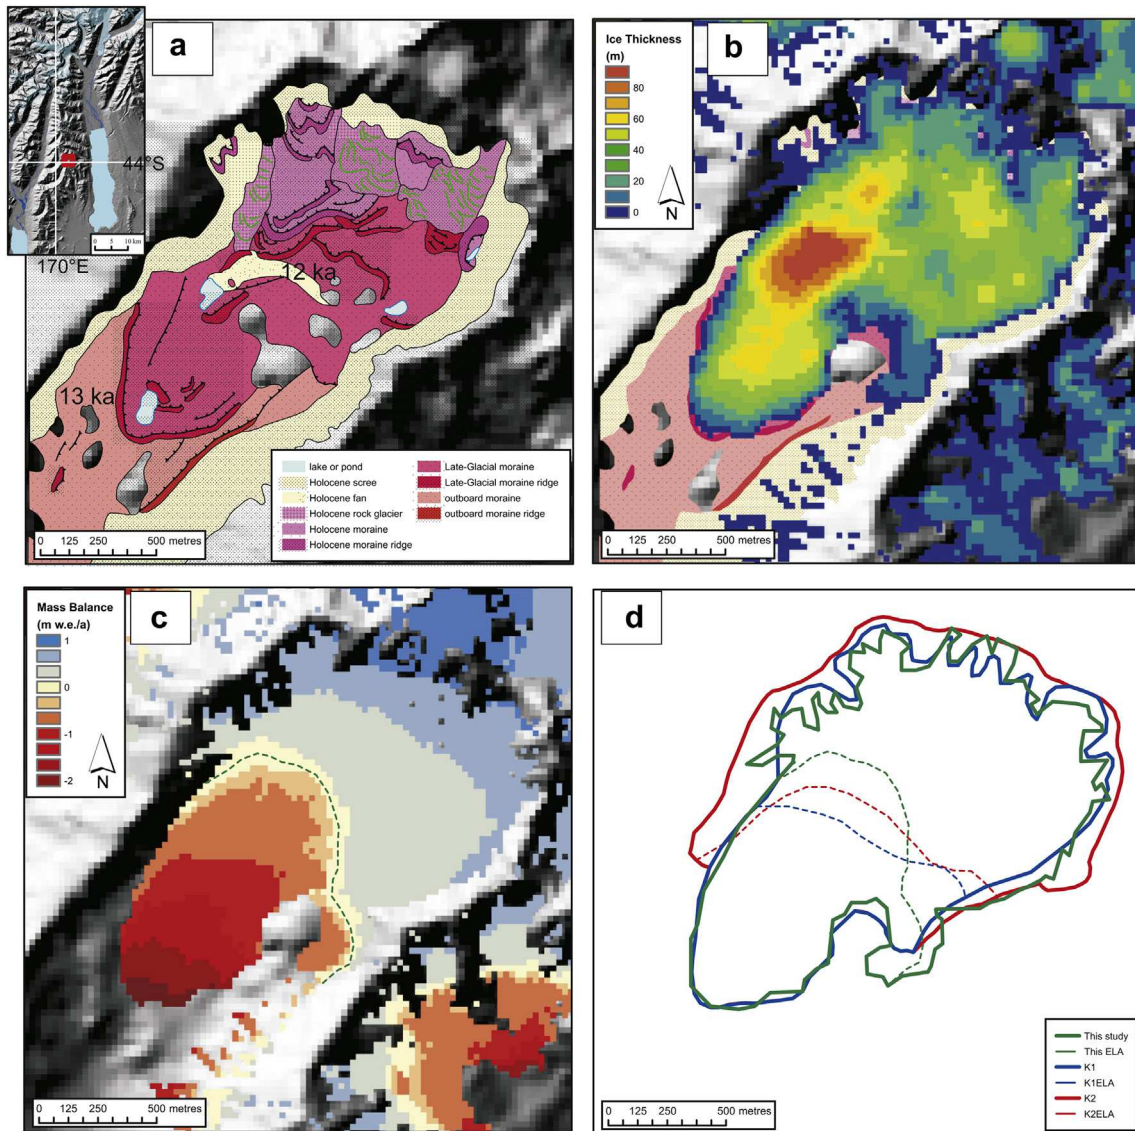 a
44°S
0 5 10 km
170°E
12 ka
13 ka
lake or pond
Holocene scree
Holocene fan
Holocene rock glacier
Holocene moraine
Holocene moraine ridge
Late-Glacial moraine
Late-Glacial moraine ridge
outboard moraine
outboard moraine ridge
0 125 250 500 metres
b
Ice Thickness
(m)
80
60
40
20
0
N
0 125 250 500 metres
c
Mass Balance
(m w.e./a)
1
0
-1
-2
N
0 125 250 500 metres
d
This study
This ELA
K1
K1ELA
K2
K2ELA
0 125 250 500 metres